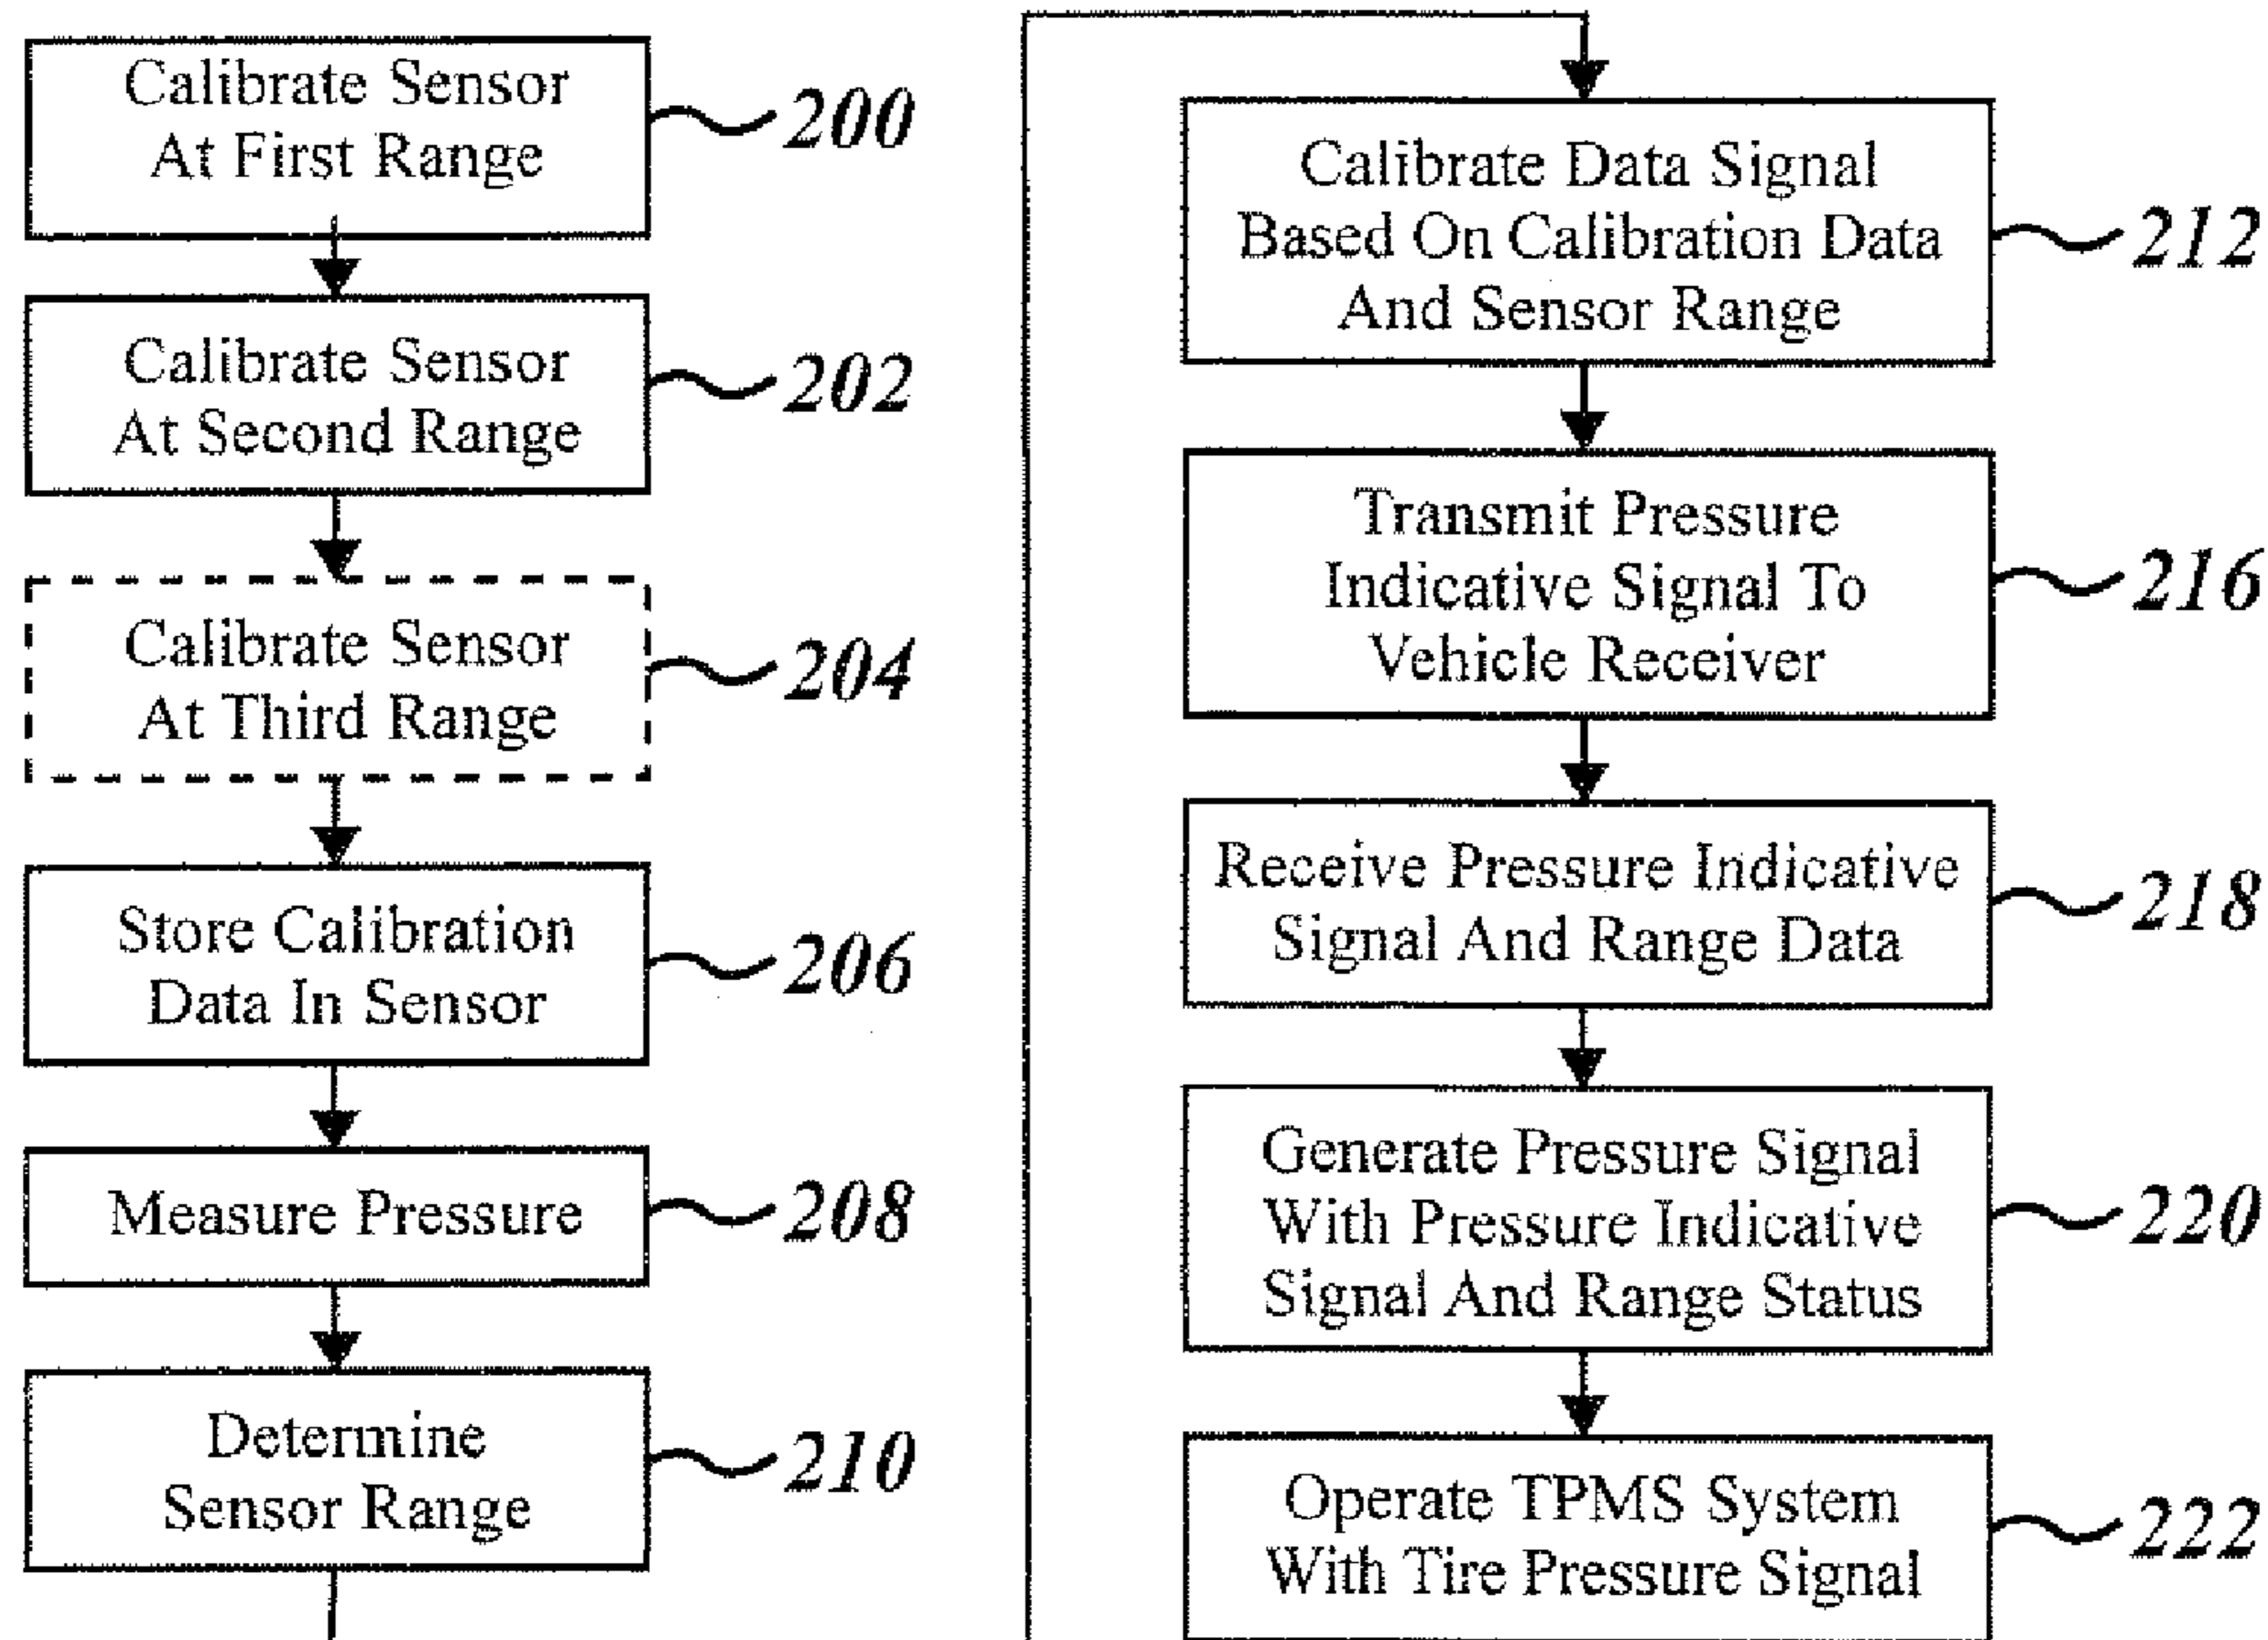 Calibrate Sensor
At First Range
200
Calibrate Sensor
At Second Range
202
Calibrate Sensor
At Third Range
204
Store Calibration
Data In Sensor
206
Measure Pressure
208
Determine
Sensor Range
210
Calibrate Data Signal
Based On Calibration Data
And Sensor Range
212
Transmit Pressure
Indicative Signal To
Vehicle Receiver
216
Receive Pressure Indicative
Signal And Range Data
218
Generate Pressure Signal
With Pressure Indicative
Signal And Range Status
220
Operate TPMS System
With Tire Pressure Signal
222